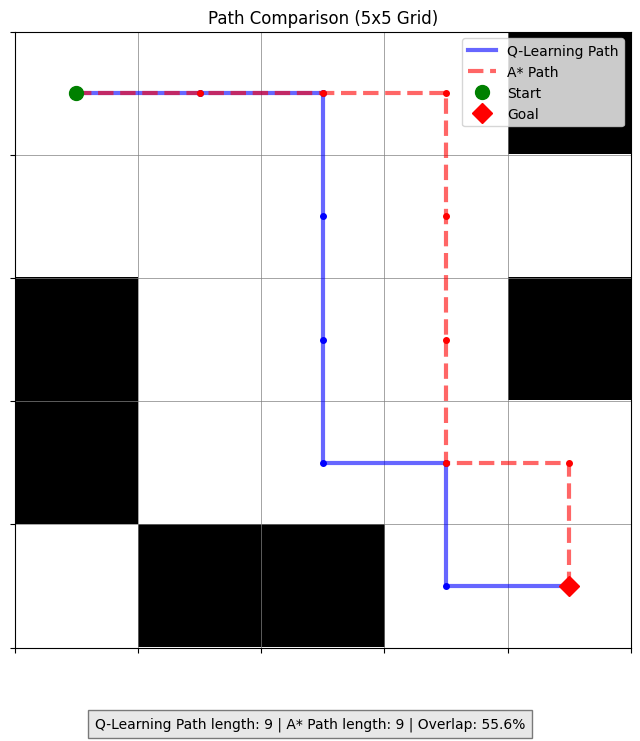 Path Comparison (5x5 Grid)
Q-Learning Path
A* Path
Start
Goal
Q-Learning Path length: 9 | A* Path length: 9 | Overlap: 55.6%